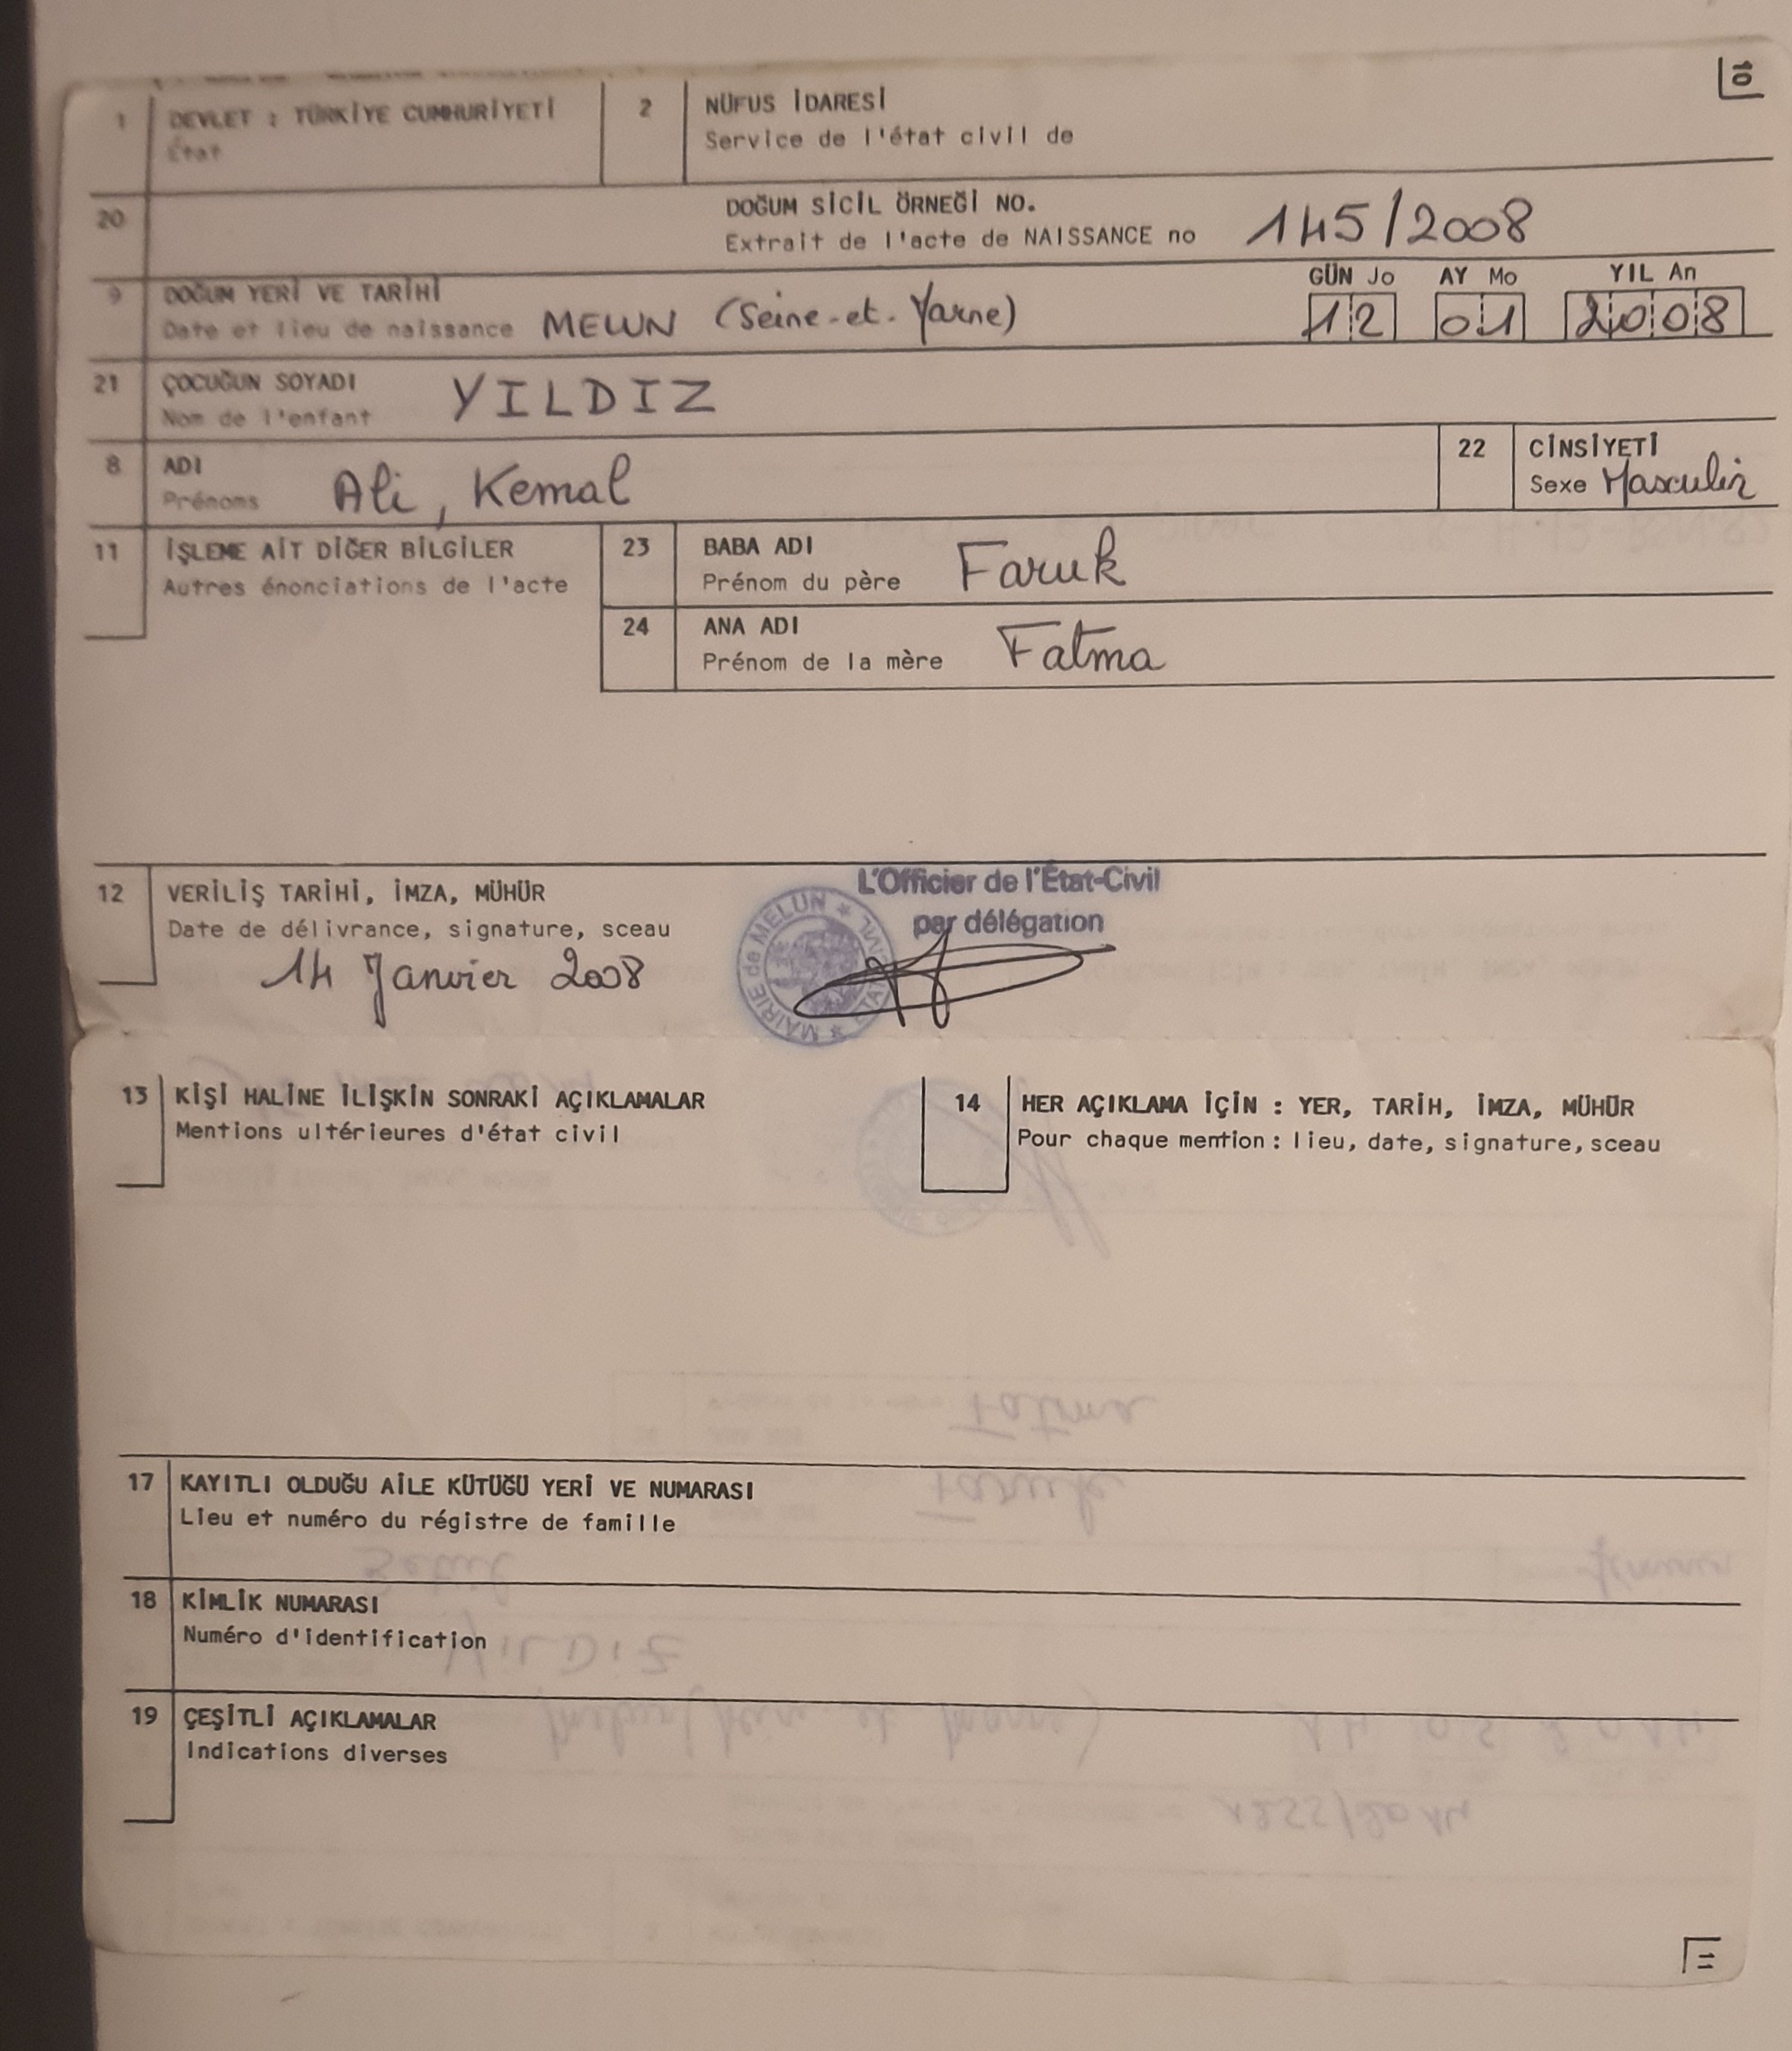 10
1 DEVLET : TÜRKİYE CUMHURİYETİ
État
2 NÜFUS İDARESİ
Service de l'état civil de
20 DOĞUM SİCİL ÖRNEĞİ NO.
Extrait de l'acte de NAISSANCE no 145/2008
9 DOĞUM YERİ VE TARİHİ GÜN Jo AY Mo YIL An
Date et lieu de naissance MELUN (Seine-et-Marne) 12 01 2008
21 ÇOCUĞUN SOYADI
Nom de l'enfant YILDIZ
8 ADI
Prénoms Ali, Kemal
22 CİNSİYETİ
Sexe Masculin
11 İŞLEME AİT DİĞER BİLGİLER
Autres énonciations de l'acte
23 BABA ADI
Prénom du père Faruk
24 ANA ADI
Prénom de la mère Fatma
12 VERİLİŞ TARİHİ, İMZA, MÜHÜR
Date de délivrance, signature, sceau
14 Janvier 2008
L'Officier de l'État-Civil
par délégation
MAIRIE de MELUN * ETAT CIVIL *
13 KİŞİ HALİNE İLİŞKİN SONRAKİ AÇIKLAMALAR
Mentions ultérieures d'état civil
14 HER AÇIKLAMA İÇİN : YER, TARİH, İMZA, MÜHÜR
Pour chaque mention : lieu, date, signature, sceau
17 KAYITLI OLDUĞU AİLE KÜTÜĞÜ YERİ VE NUMARASI
Lieu et numéro du régistre de famille
18 KİMLİK NUMARASI
Numéro d'identification
19 ÇEŞİTLİ AÇIKLAMALAR
Indications diverses
11